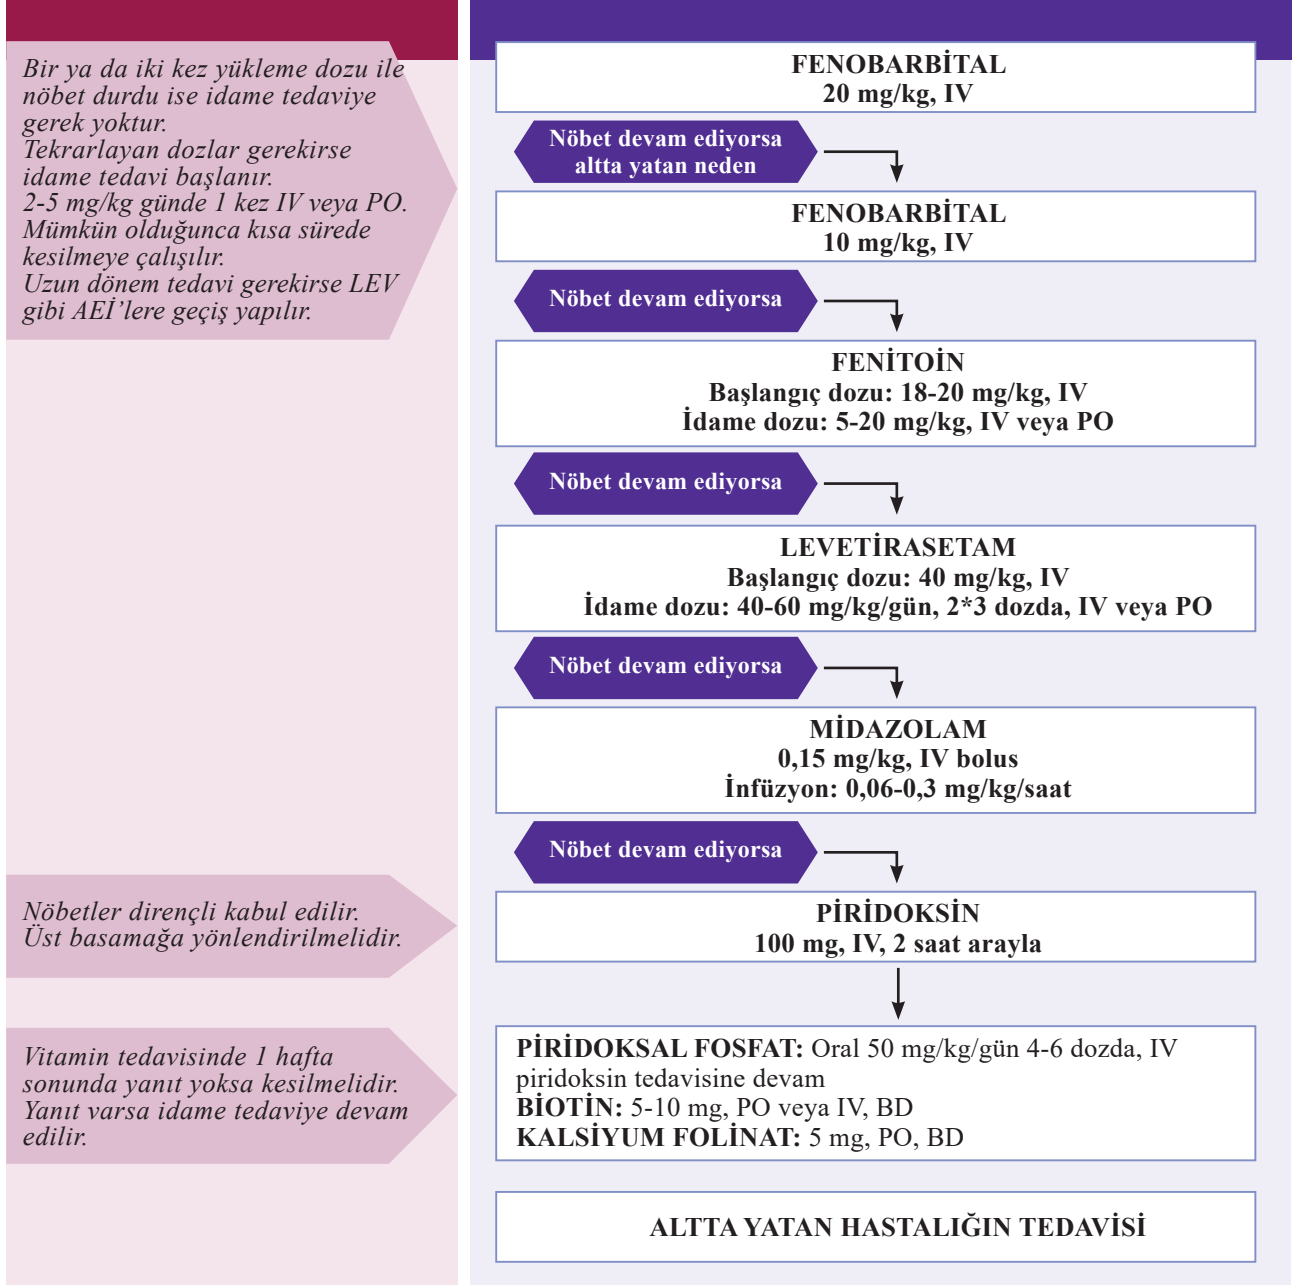 Bir ya da iki kez yükleme dozu ile
nöbet durdu ise idame tedaviye
gerek yoktur.
Tekrarlayan dozlar gerekirse
idame tedavi başlanır.
2-5 mg/kg günde 1 kez IV veya PO.
Mümkün olduğunca kısa sürede
kesilmeye çalışılır.
Uzun dönem tedavi gerekirse LEV
gibi AEİ’lere geçiş yapılır.
FENOBARBİTAL
20 mg/kg, IV
Nöbet devam ediyorsa
altta yatan neden
FENOBARBİTAL
10 mg/kg, IV
Nöbet devam ediyorsa
FENİTOİN
Başlangıç dozu: 18-20 mg/kg, IV
İdame dozu: 5-20 mg/kg, IV veya PO
Nöbet devam ediyorsa
LEVETİRASETAM
Başlangıç dozu: 40 mg/kg, IV
İdame dozu: 40-60 mg/kg/gün, 2*3 dozda, IV veya PO
Nöbet devam ediyorsa
MİDAZOLAM
0,15 mg/kg, IV bolus
İnfüzyon: 0,06-0,3 mg/kg/saat
Nöbet devam ediyorsa
Nöbetler dirençli kabul edilir.
Üst basamağa yönlendirilmelidir.
PİRİDOKSİN
100 mg, IV, 2 saat arayla
Vitamin tedavisinde 1 hafta
sonunda yanıt yoksa kesilmelidir.
Yanıt varsa idame tedaviye devam
edilir.
PİRİDOKSAL FOSFAT: Oral 50 mg/kg/gün 4-6 dozda, IV
piridoksin tedavisine devam
BİOTİN: 5-10 mg, PO veya IV, BD
KALSİYUM FOLİNAT: 5 mg, PO, BD
ALTTA YATAN HASTALIĞIN TEDAVİSİ